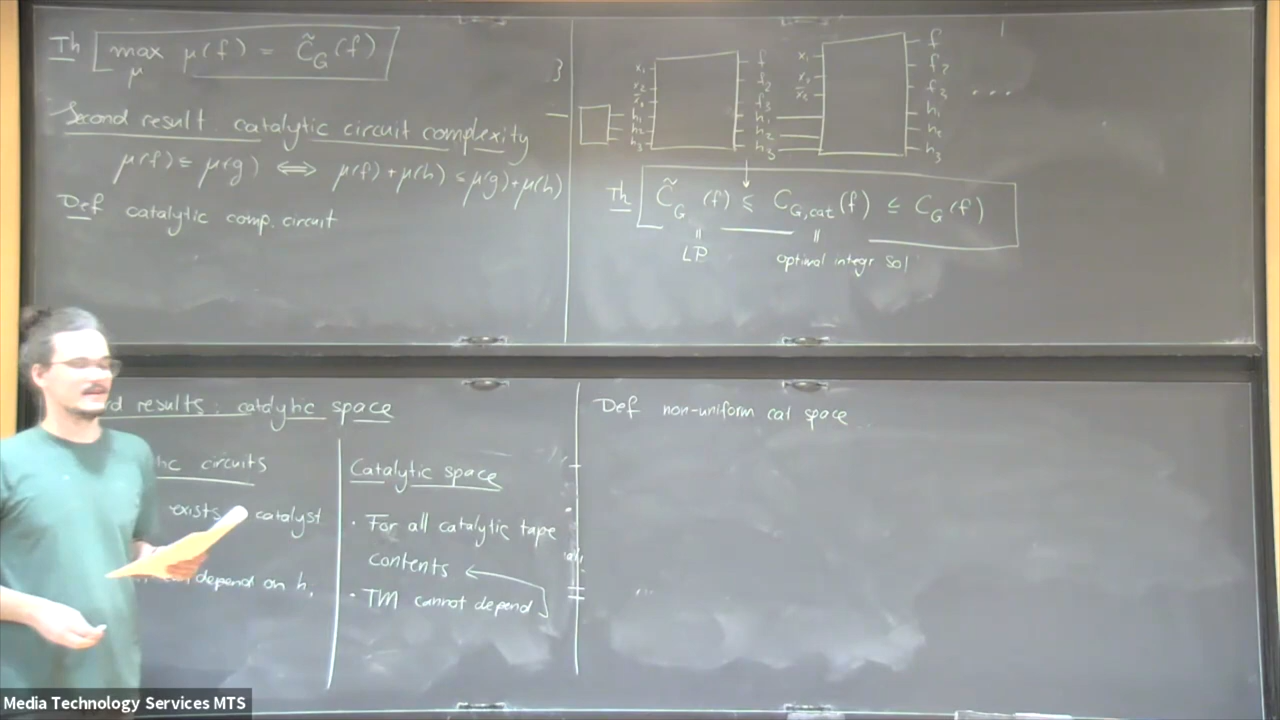 Th max μ(f) = C̃_G(f)
μ
Second result: catalytic circuit complexity
μ(f) ≤ μ(g) ⟺ μ(f) + μ(h) ≤ μ(g) + μ(h)
Def catalytic comp. circuit
x₁ f x₁ f
x₂ f₂ x₂ f₂
x̄₃ f₃ x̄₃ f₃ ...
h₁ h₁ h₁
h₂ h₂ h₂
h₃ h₃ h₃
Th C̃_G(f) ≤ C_{G,cat}(f) ≤ C_G(f)
= =
LP optimal integr sol
results: catalytic space
circuits
exists catalyst
depend on h.
Catalytic space
· For all catalytic tape
contents
· TM cannot depend
Def non-uniform cat space
Media Technology Services MTS